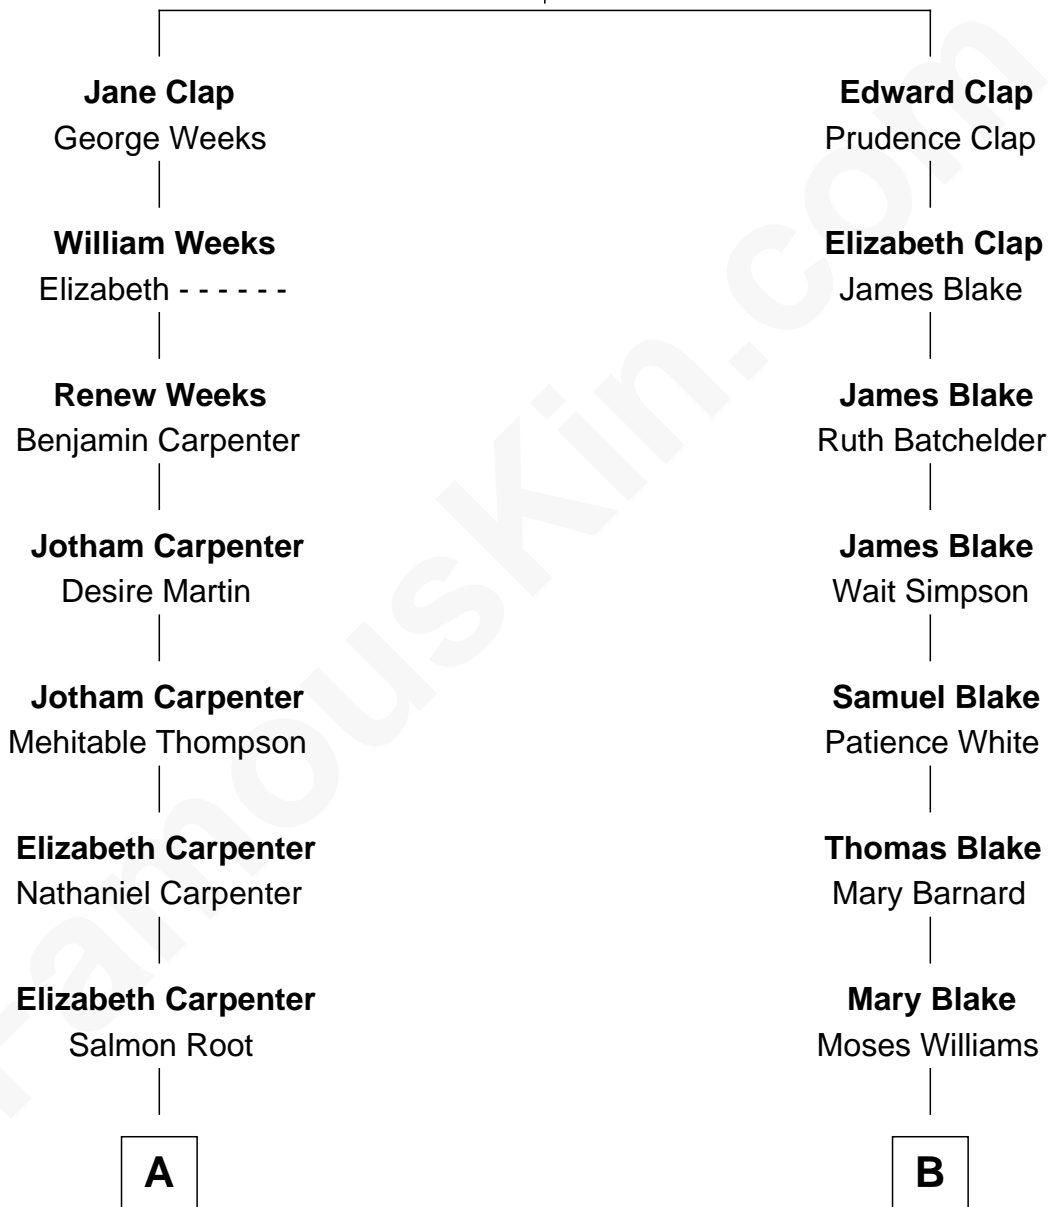 Jane Clap
George Weeks
William Weeks
Elizabeth - - - - - -
Renew Weeks
Benjamin Carpenter
Jotham Carpenter
Desire Martin
Jotham Carpenter
Mehitable Thompson
Elizabeth Carpenter
Nathaniel Carpenter
Elizabeth Carpenter
Salmon Root
A
Edward Clap
Prudence Clap
Elizabeth Clap
James Blake
James Blake
Ruth Batchelder
James Blake
Wait Simpson
Samuel Blake
Patience White
Thomas Blake
Mary Barnard
Mary Blake
Moses Williams
B
FamousKin.com